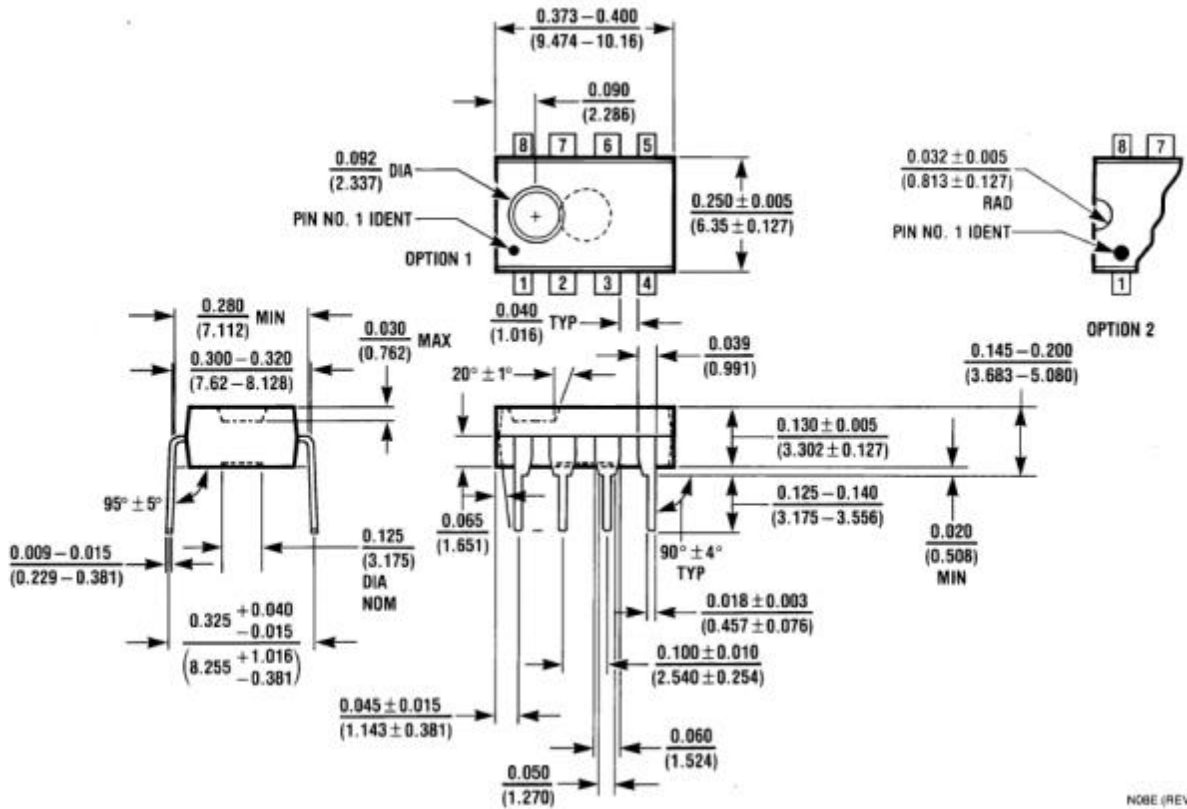 0.373 – 0.400
(9.474 – 10.16)
0.090
(2.286)
8 7 6 5
0.092 DIA
(2.337)
PIN NO. 1 IDENT
OPTION 1
0.250 ± 0.005
(6.35 ± 0.127)
1 2 3 4
0.032 ± 0.005
(0.813 ± 0.127)
RAD
PIN NO. 1 IDENT
8 7
1
OPTION 2
0.280 MIN
(7.112)
0.030 MAX
(0.762)
0.300 – 0.320
(7.62 – 8.128)
0.040 TYP
(1.016)
0.039
(0.991)
0.145 – 0.200
(3.683 – 5.080)
20° ± 1°
0.130 ± 0.005
(3.302 ± 0.127)
95° ± 5°
0.065
(1.651)
0.125 – 0.140
(3.175 – 3.556)
0.009 – 0.015
(0.229 – 0.381)
0.125
(3.175)
DIA
NOM
90° ± 4°
TYP
0.020
(0.508)
MIN
0.018 ± 0.003
(0.457 ± 0.076)
0.325 +0.040 –0.015
(8.255 +1.016 –0.381)
0.100 ± 0.010
(2.540 ± 0.254)
0.045 ± 0.015
(1.143 ± 0.381)
0.060
(1.524)
0.050
(1.270)
N08E (REV